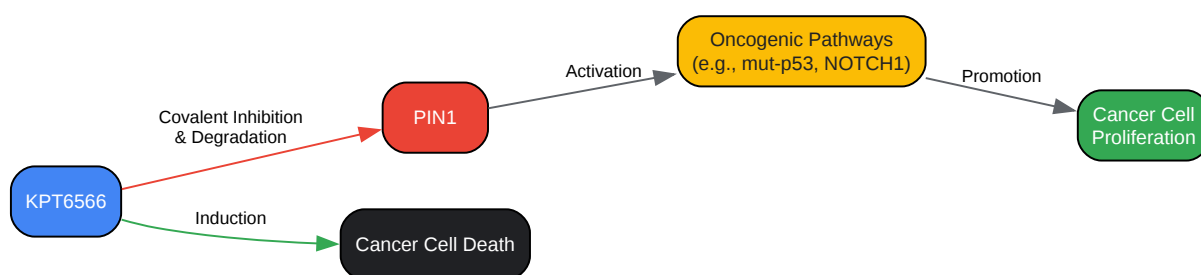 Oncogenic Pathways
(e.g., mut-p53, NOTCH1)
Activation
Promotion
PIN1
Cancer Cell
Proliferation
Covalent Inhibition
& Degradation
KPT6566
Induction
Cancer Cell Death